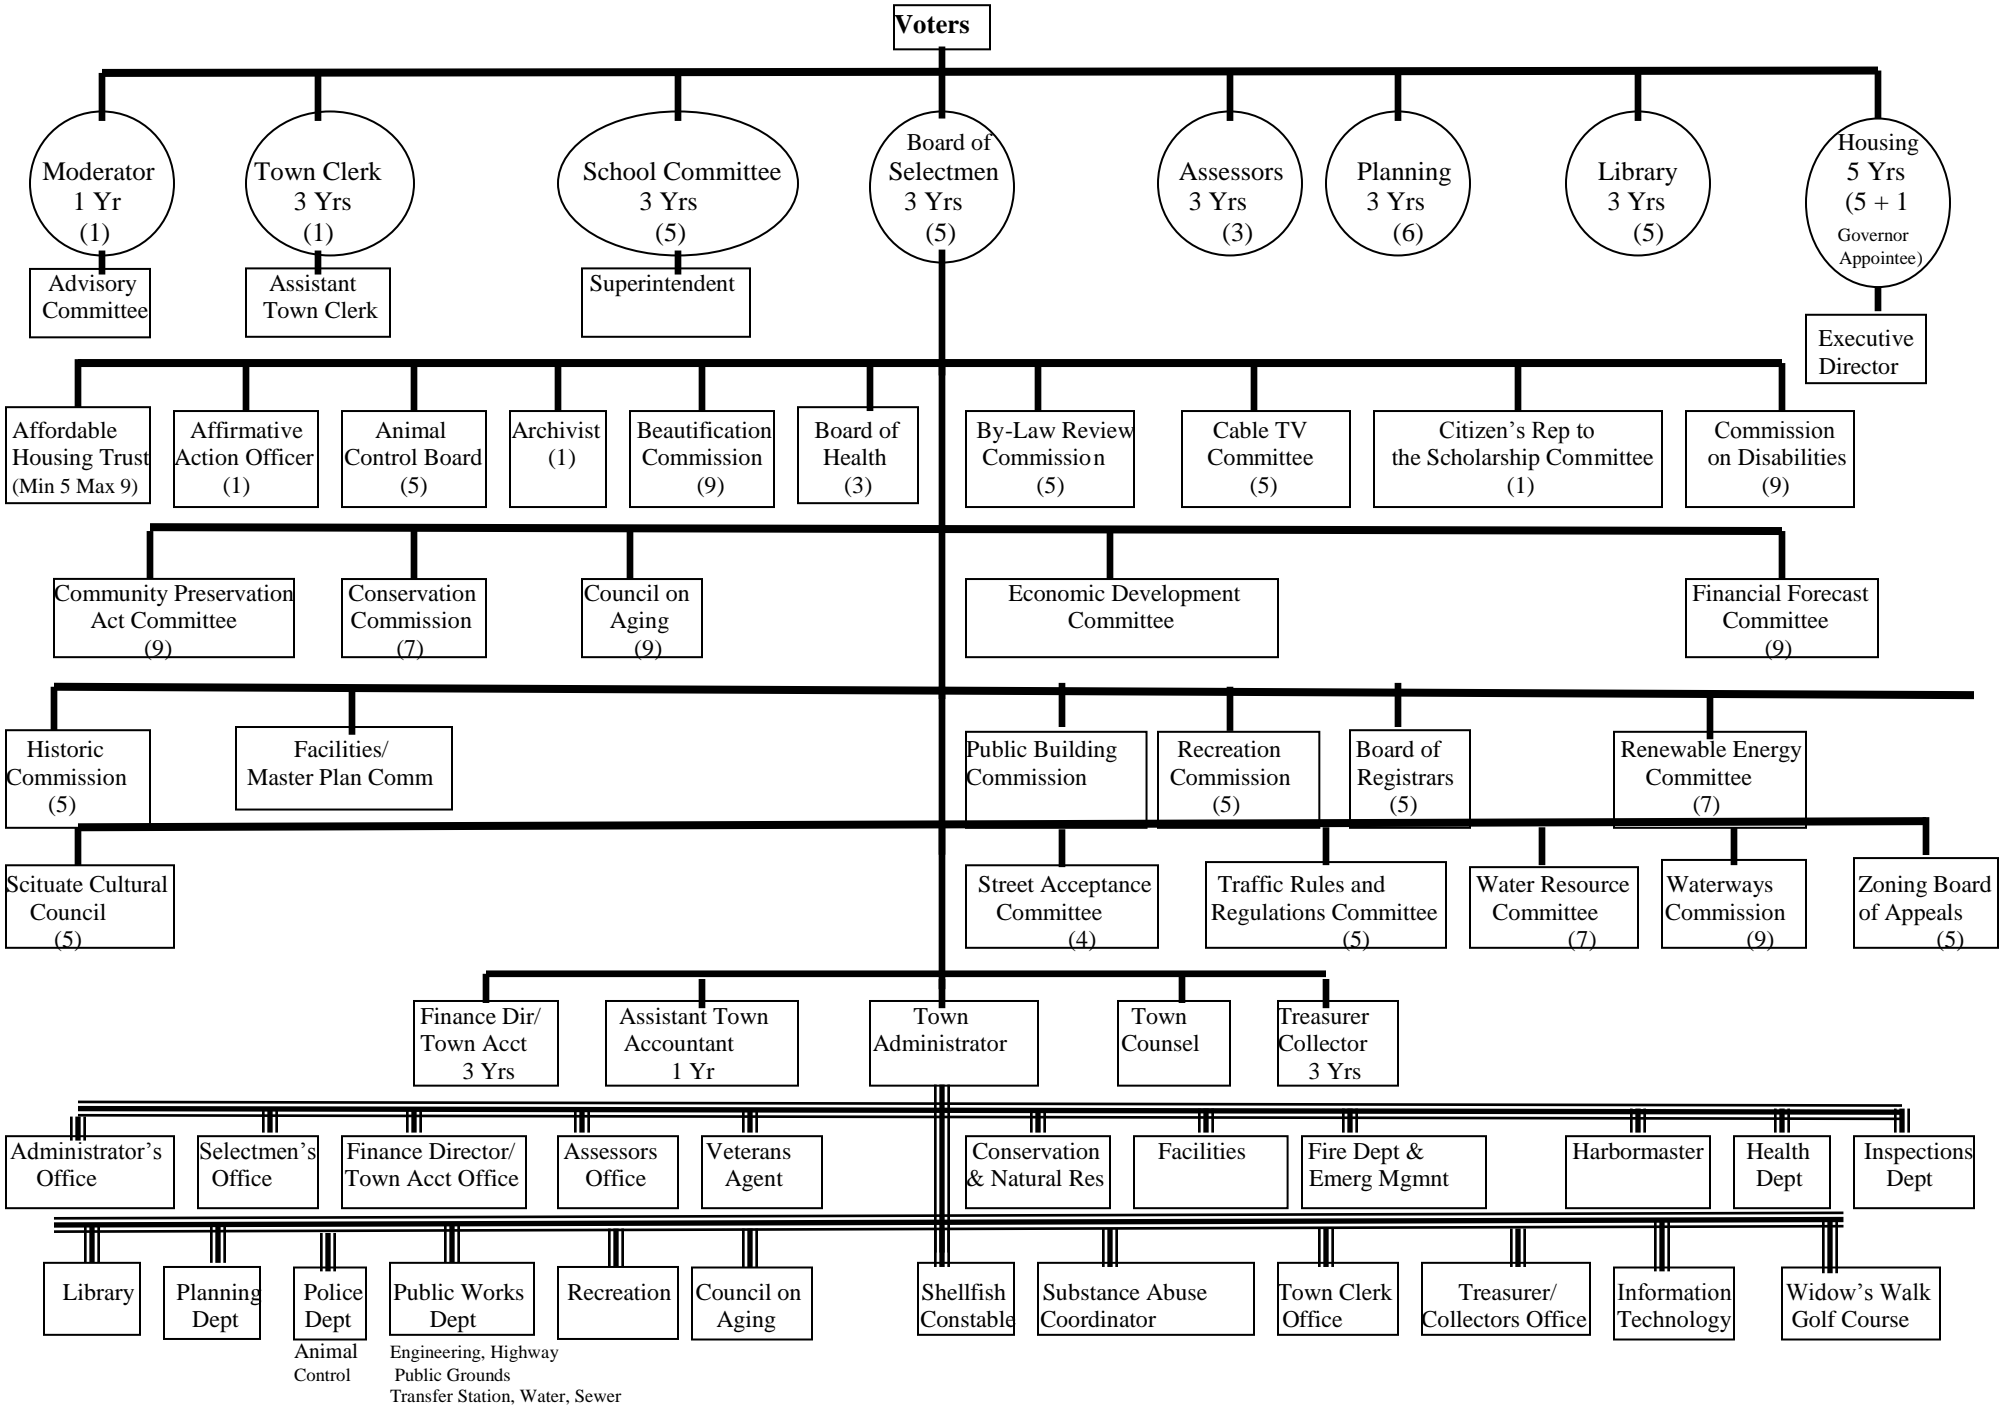 Voters
Moderator
1 Yr
(1)
Town Clerk
3 Yrs
(1)
School Committee
3 Yrs
(5)
Board of
Selectmen
3 Yrs
(5)
Assessors
3 Yrs
(3)
Planning
3 Yrs
(6)
Library
3 Yrs
(5)
Housing
5 Yrs
(5 + 1
Governor
Appointee)
Advisory
Committee
Assistant
Town Clerk
Superintendent
Executive
Director
Affordable
Housing Trust
(Min 5 Max 9)
Affirmative
Action Officer
(1)
Animal
Control Board
(5)
Archivist
(1)
Beautification
Commission
(9)
Board of
Health
(3)
By-Law Review
Commission
(5)
Cable TV
Committee
(5)
Citizen’s Rep to
the Scholarship Committee
(1)
Commission
on Disabilities
(9)
Community Preservation
Act Committee
(9)
Conservation
Commission
(7)
Council on
Aging
(9)
Economic Development
Committee
Financial Forecast
Committee
(9)
Historic
Commission
(5)
Facilities/
Master Plan Comm
Public Building
Commission
Recreation
Commission
(5)
Board of
Registrars
(5)
Renewable Energy
Committee
(7)
Scituate Cultural
Council
(5)
Street Acceptance
Committee
(4)
Traffic Rules and
Regulations Committee
(5)
Water Resource
Committee
(7)
Waterways
Commission
(9)
Zoning Board
of Appeals
(5)
Finance Dir/
Town Acct
3 Yrs
Assistant Town
Accountant
1 Yr
Town
Administrator
Town
Counsel
Treasurer
Collector
3 Yrs
Administrator’s
Office
Selectmen’s
Office
Finance Director/
Town Acct Office
Assessors
Office
Veterans
Agent
Conservation
& Natural Res
Facilities
Fire Dept &
Emerg Mgmnt
Harbormaster
Health
Dept
Inspections
Dept
Library
Planning
Dept
Police
Dept
Animal
Control
Public Works
Dept
Engineering, Highway
Public Grounds
Transfer Station, Water, Sewer
Recreation
Council on
Aging
Shellfish
Constable
Substance Abuse
Coordinator
Town Clerk
Office
Treasurer/
Collectors Office
Information
Technology
Widow’s Walk
Golf Course